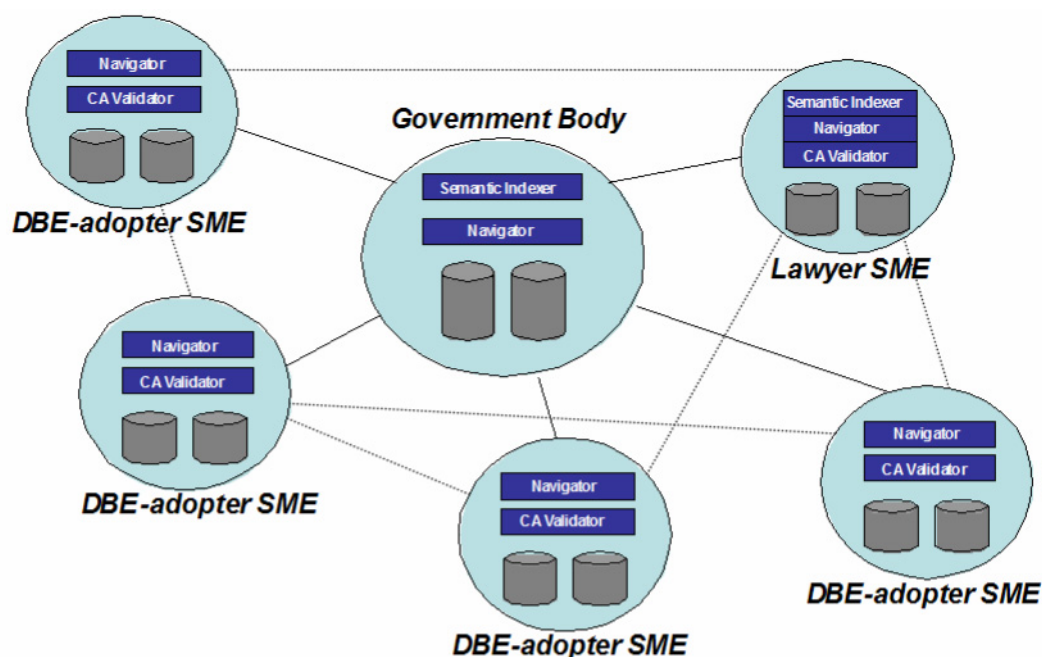 Navigator
CA Validator
DBE-adopter SME
Government Body
Semantic Indexer
Navigator
Semantic Indexer
Navigator
CA Validator
Lawyer SME
Navigator
CA Validator
DBE-adopter SME
Navigator
CA Validator
DBE-adopter SME
Navigator
CA Validator
DBE-adopter SME